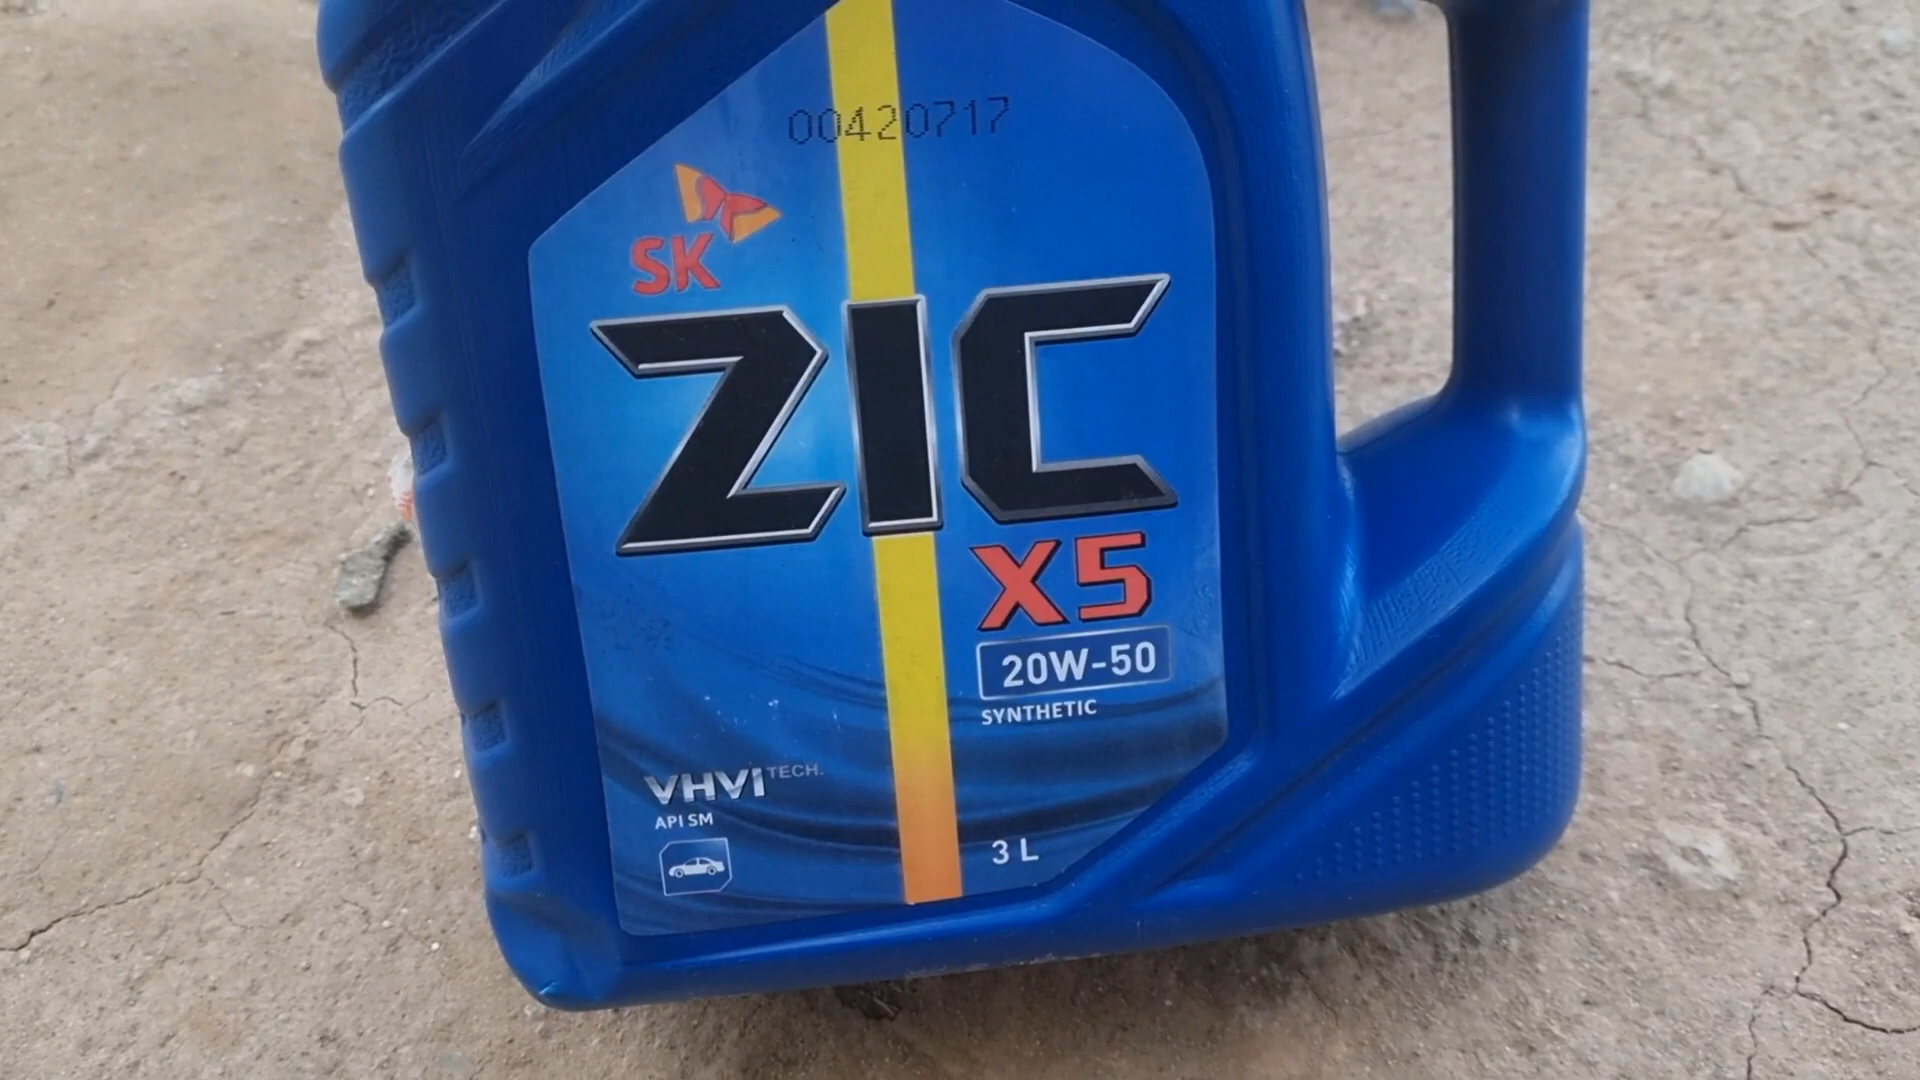 00420717
SK
ZIC
X5
20W-50
SYNTHETIC
VHVI TECH.
API SM
3 L